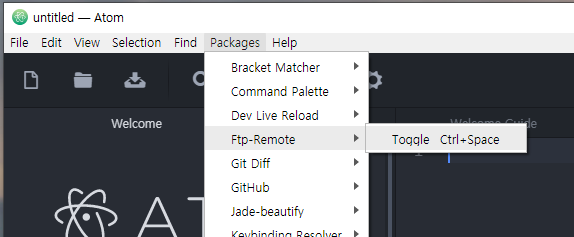 untitled — Atom
File Edit View Selection Find Packages Help
Bracket Matcher
Command Palette
Dev Live Reload
Ftp-Remote
Toggle Ctrl+Space
Git Diff
GitHub
Jade-beautify
Keybinding Resolver
Welcome
Welcome Guide
1
AT